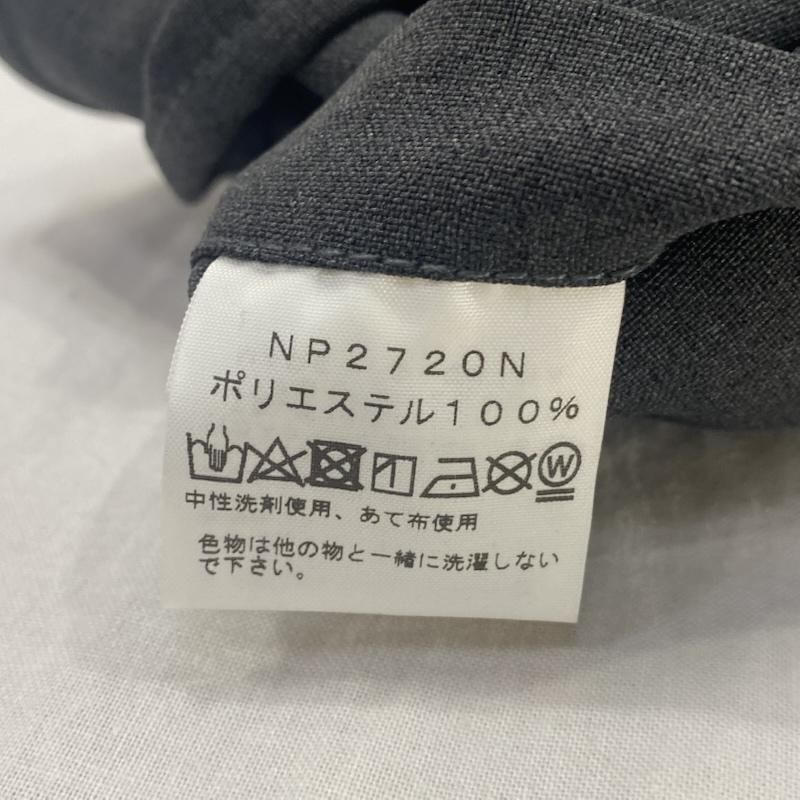 NP2720N
ポリエステル100%
W
中性洗剤使用、あて布使用
色物は他の物と一緒に洗濯しない
で下さい。